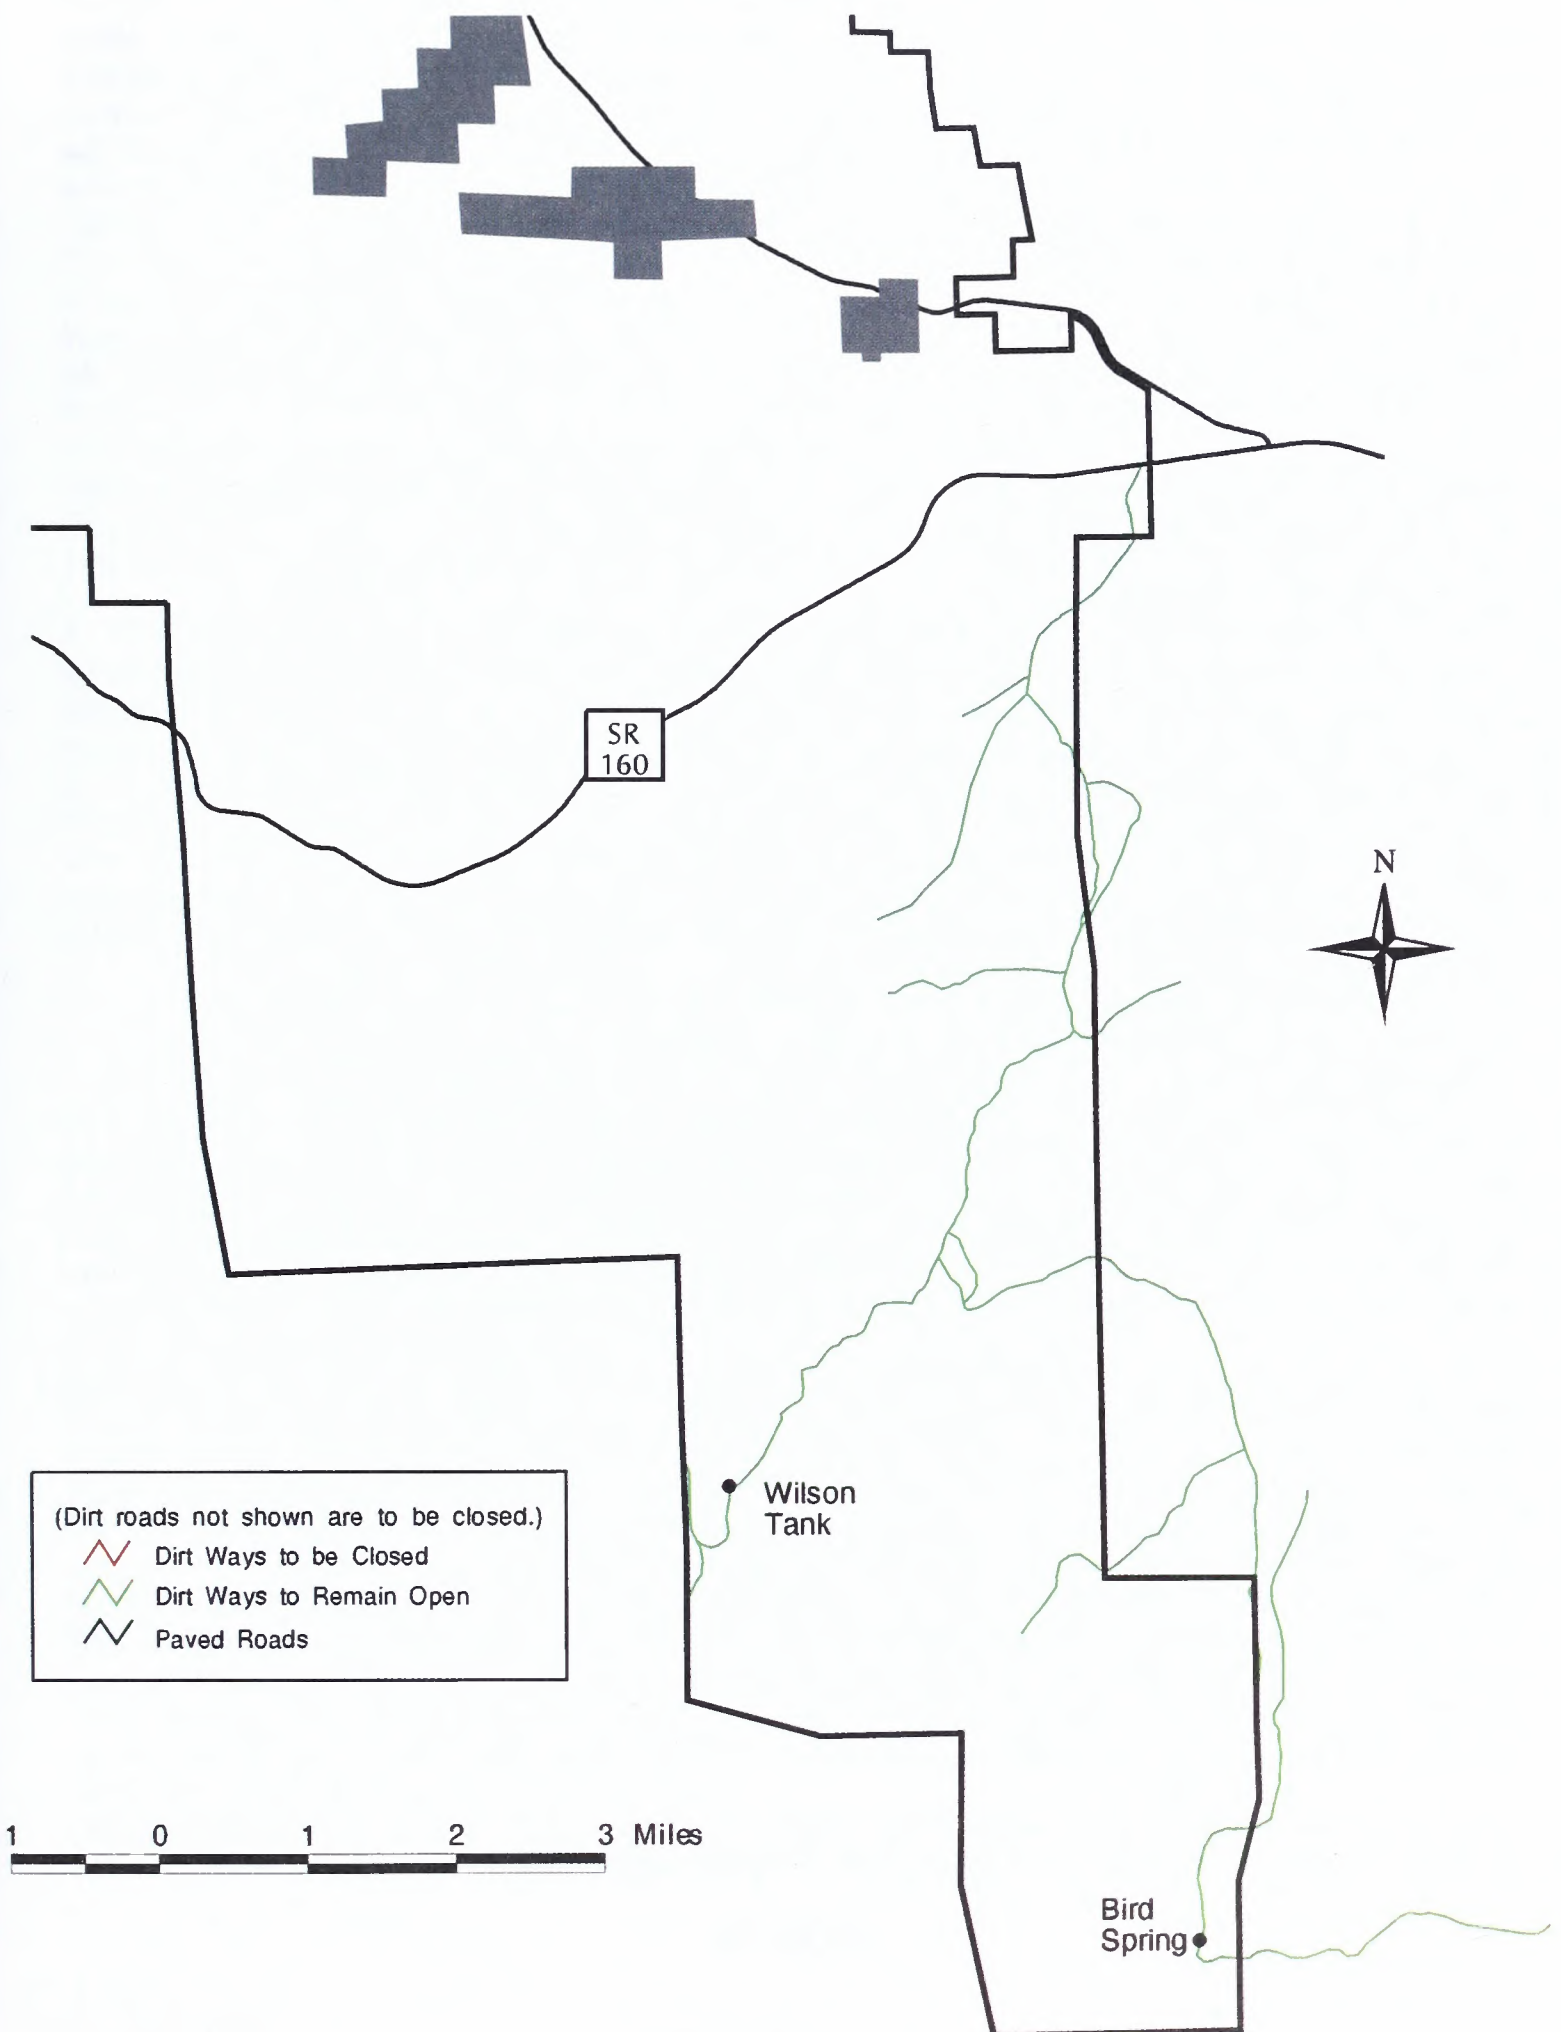 SR
160
N
Wilson
Tank
(Dirt roads not shown are to be closed.)
Dirt Ways to be Closed
Dirt Ways to Remain Open
Paved Roads
1 0 1 2 3 Miles
Bird
Spring